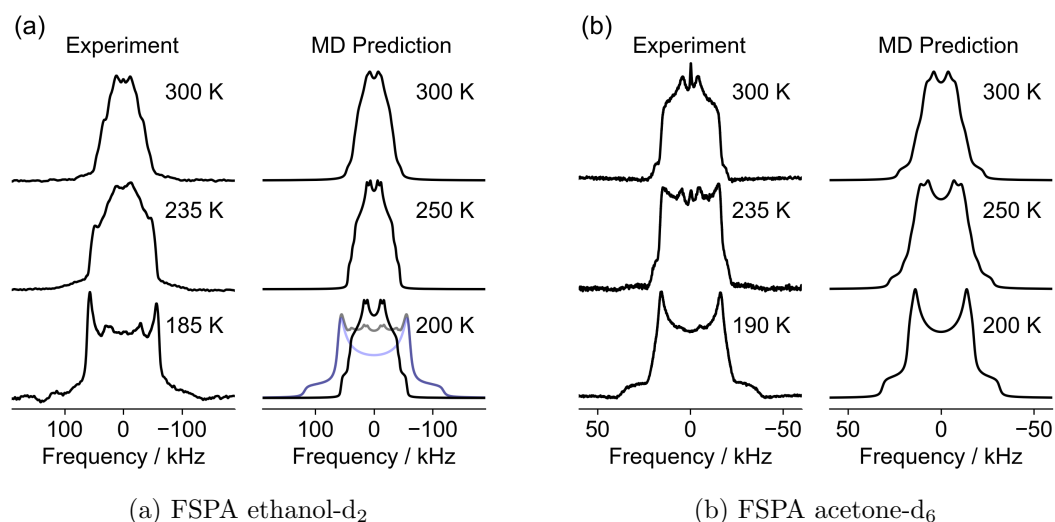 (a)
Experiment MD Prediction
300 K 300 K
235 K 250 K
185 K 200 K
100 0 −100 100 0 −100
Frequency / kHz Frequency / kHz
(a) FSPA ethanol-d2
(b)
Experiment MD Prediction
300 K 300 K
235 K 250 K
190 K 200 K
50 0 −50 50 0 −50
Frequency / kHz Frequency / kHz
(b) FSPA acetone-d6